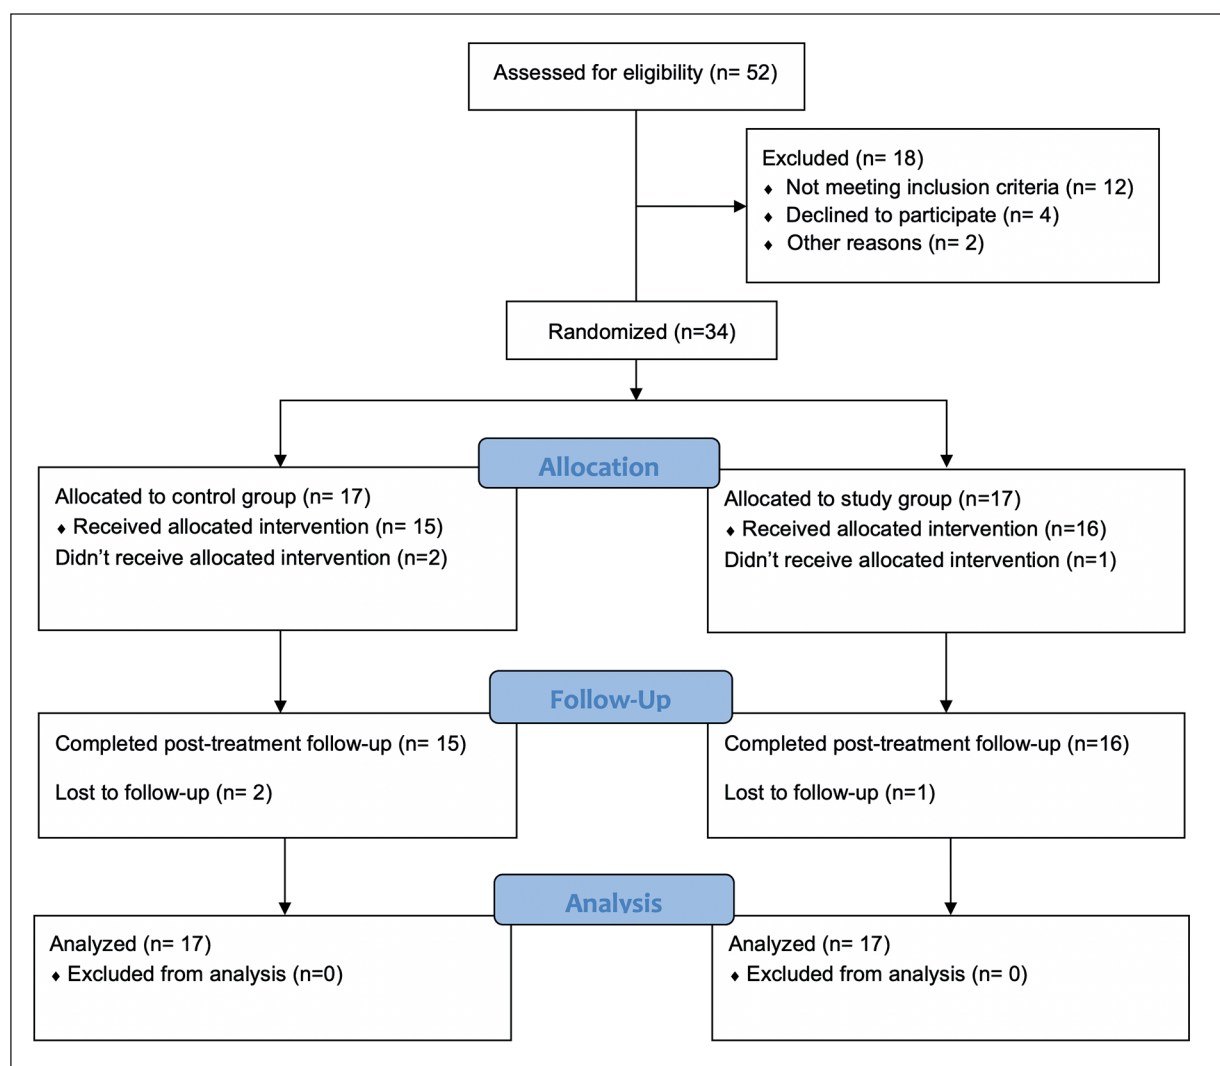 Assessed for eligibility (n= 52)
Excluded (n= 18)
♦ Not meeting inclusion criteria (n= 12)
♦ Declined to participate (n= 4)
♦ Other reasons (n= 2)
Randomized (n=34)
Allocation
Allocated to control group (n= 17)
♦ Received allocated intervention (n= 15)
Didn’t receive allocated intervention (n=2)
Allocated to study group (n=17)
♦ Received allocated intervention (n=16)
Didn’t receive allocated intervention (n=1)
Follow-Up
Completed post-treatment follow-up (n= 15)
Lost to follow-up (n= 2)
Completed post-treatment follow-up (n=16)
Lost to follow-up (n=1)
Analysis
Analyzed (n= 17)
♦ Excluded from analysis (n=0)
Analyzed (n= 17)
♦ Excluded from analysis (n= 0)